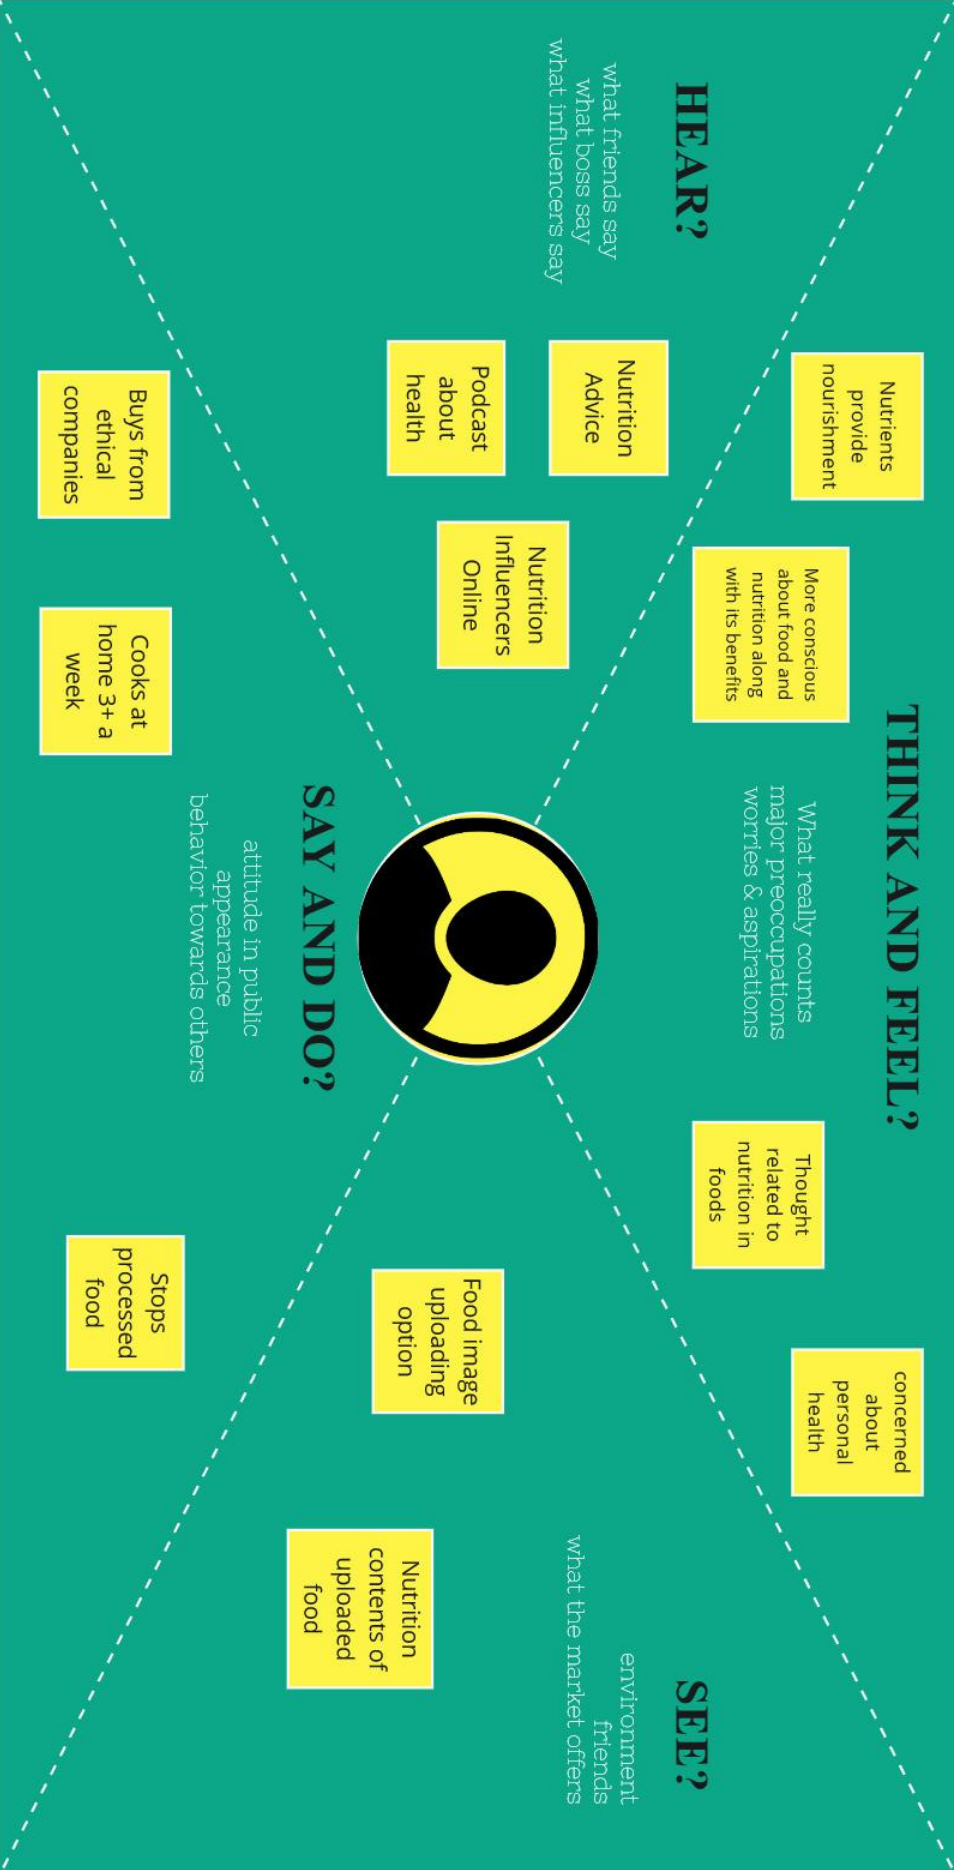 THINK AND FEEL?
What really counts
major preoccupations
worries & aspirations
Nutrients
provide
nourishment
More conscious
about food and
nutrition along
with its benefits
Thought
related to
nutrition in
foods
concerned
about
personal
health
HEAR?
what friends say
what boss say
what influencers say
Nutrition
Advice
Podcast
about
health
Nutrition
Influencers
Online
SEE?
environment
friends
what the market offers
Food image
uploading
option
Nutrition
contents of
uploaded
food
SAY AND DO?
attitude in public
appearance
behavior towards others
Buys from
ethical
companies
Cooks at
home 3+ a
week
Stops
processed
food